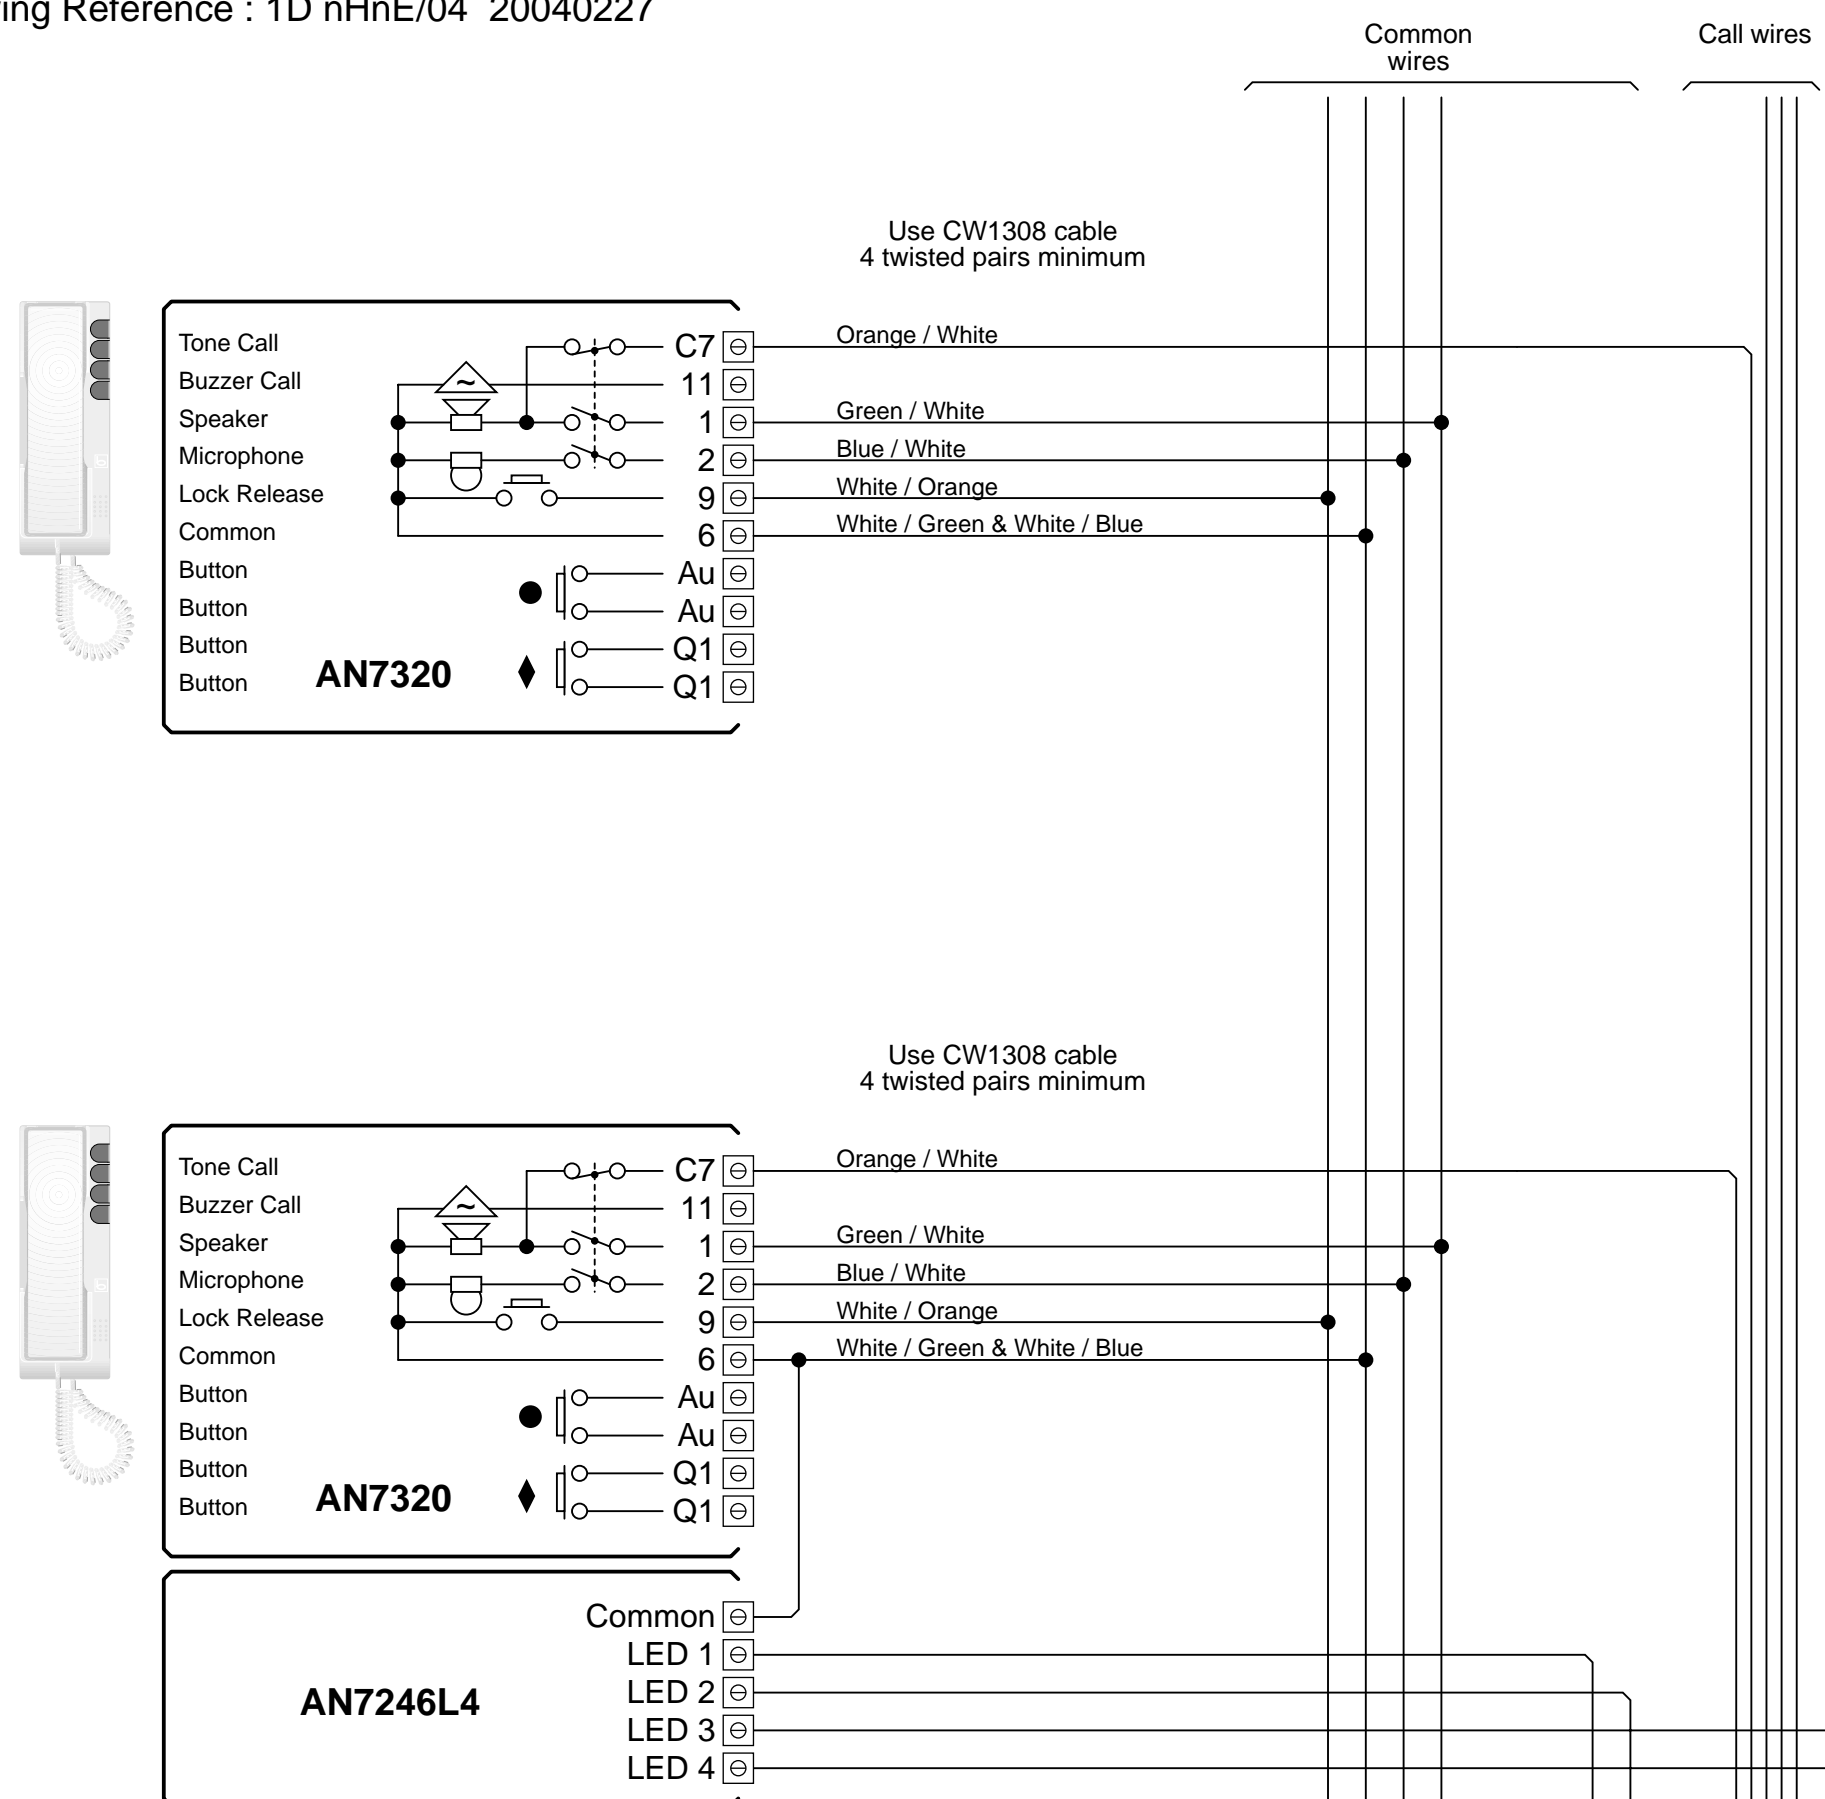 ing Reference : 1D nHnE/04  20040227
Common
wires
Call wires
Use CW1308 cable
4 twisted pairs minimum
Tone Call C7 Orange / White
Buzzer Call ~ 11
Speaker 1 Green / White
Microphone 2 Blue / White
Lock Release 9 White / Orange
Common 6 White / Green & White / Blue
Button Au
Button Au
Button Q1
Button AN7320 Q1
Use CW1308 cable
4 twisted pairs minimum
Tone Call C7 Orange / White
Buzzer Call ~ 11
Speaker 1 Green / White
Microphone 2 Blue / White
Lock Release 9 White / Orange
Common 6 White / Green & White / Blue
Button Au
Button Au
Button Q1
Button AN7320 Q1
Common
LED 1
AN7246L4 LED 2
LED 3
LED 4